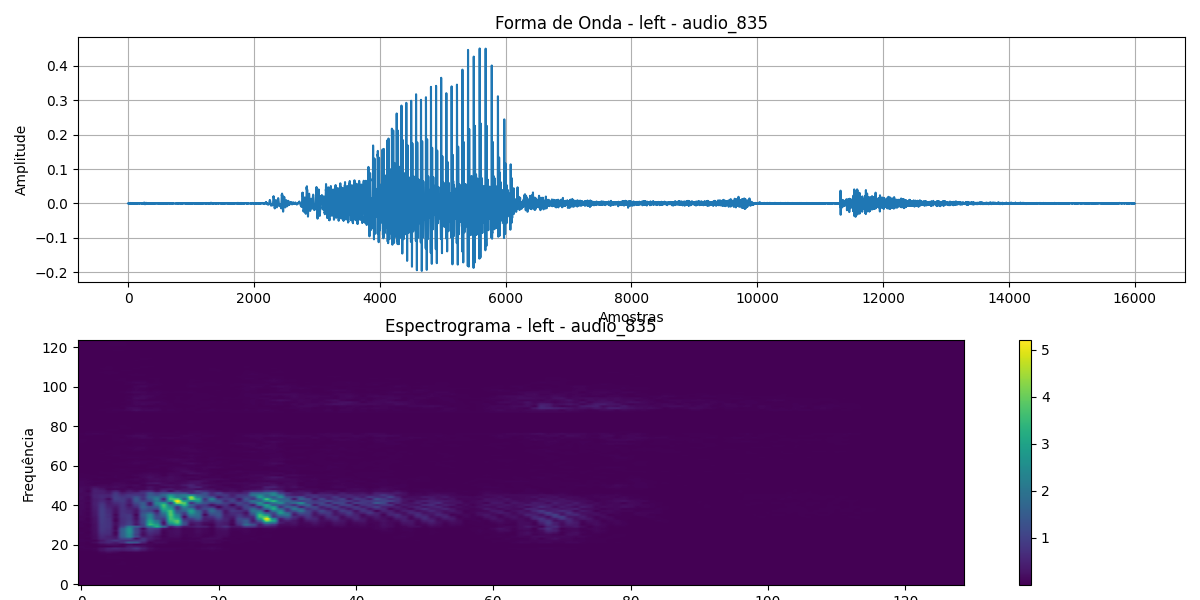 Forma de Onda - left - audio_835
Amplitude
0.4
0.3
0.2
0.1
0.0
−0.1
−0.2
0 2000 4000 6000 8000 10000 12000 14000 16000
Amostras
Espectrograma - left - audio_835
Frequência
120
100
80
60
40
20
0
0 20 40 60 80 100 120
5
4
3
2
1